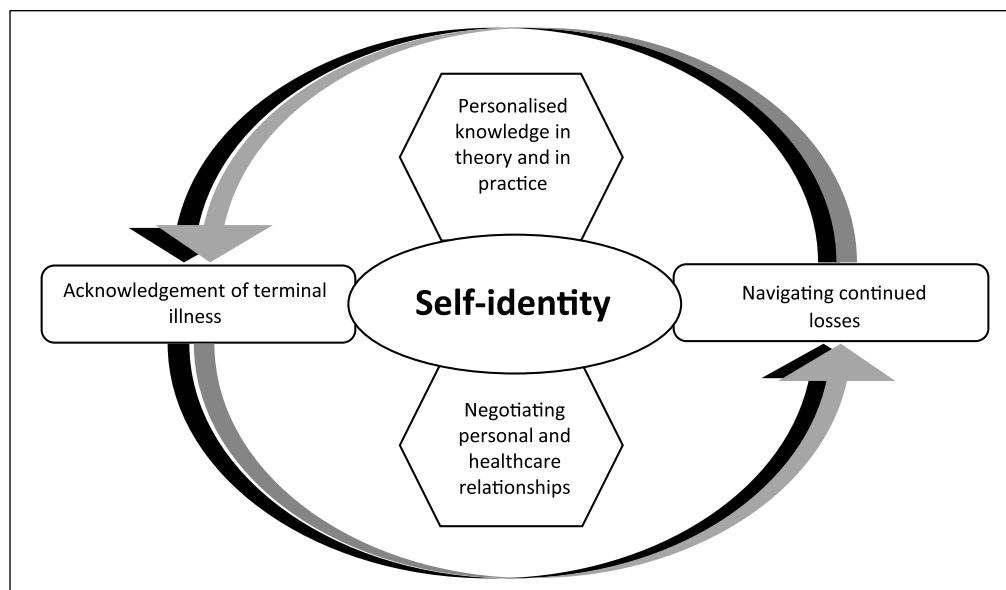 Personalised
knowledge in
theory and in
practice
Acknowledgement of terminal
illness
Self-identity
Navigating continued
losses
Negotiating
personal and
healthcare
relationships